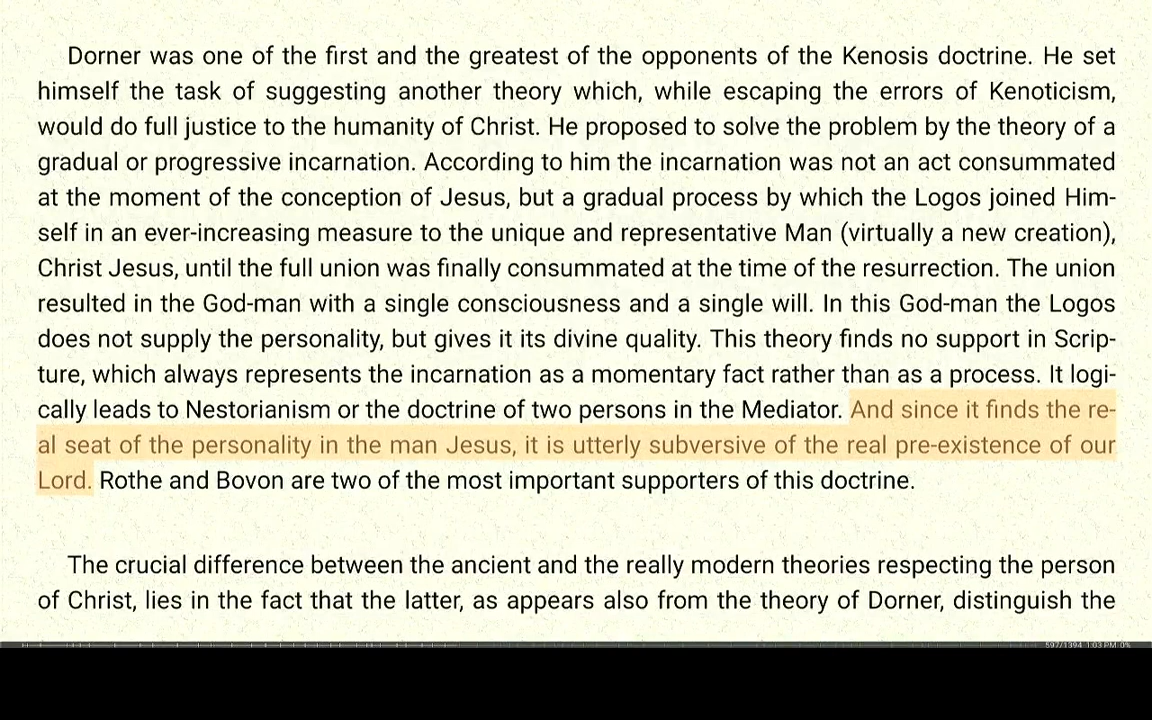 Dorner was one of the first and the greatest of the opponents of the Kenosis doctrine. He set
himself the task of suggesting another theory which, while escaping the errors of Kenoticism,
would do full justice to the humanity of Christ. He proposed to solve the problem by the theory of a
gradual or progressive incarnation. According to him the incarnation was not an act consummated
at the moment of the conception of Jesus, but a gradual process by which the Logos joined Him-
self in an ever-increasing measure to the unique and representative Man (virtually a new creation),
Christ Jesus, until the full union was finally consummated at the time of the resurrection. The union
resulted in the God-man with a single consciousness and a single will. In this God-man the Logos
does not supply the personality, but gives it its divine quality. This theory finds no support in Scrip-
ture, which always represents the incarnation as a momentary fact rather than as a process. It logi-
cally leads to Nestorianism or the doctrine of two persons in the Mediator. And since it finds the re-
al seat of the personality in the man Jesus, it is utterly subversive of the real pre-existence of our
Lord. Rothe and Bovon are two of the most important supporters of this doctrine.
The crucial difference between the ancient and the really modern theories respecting the person
of Christ, lies in the fact that the latter, as appears also from the theory of Dorner, distinguish the
597/1394 1:03 PM 0%